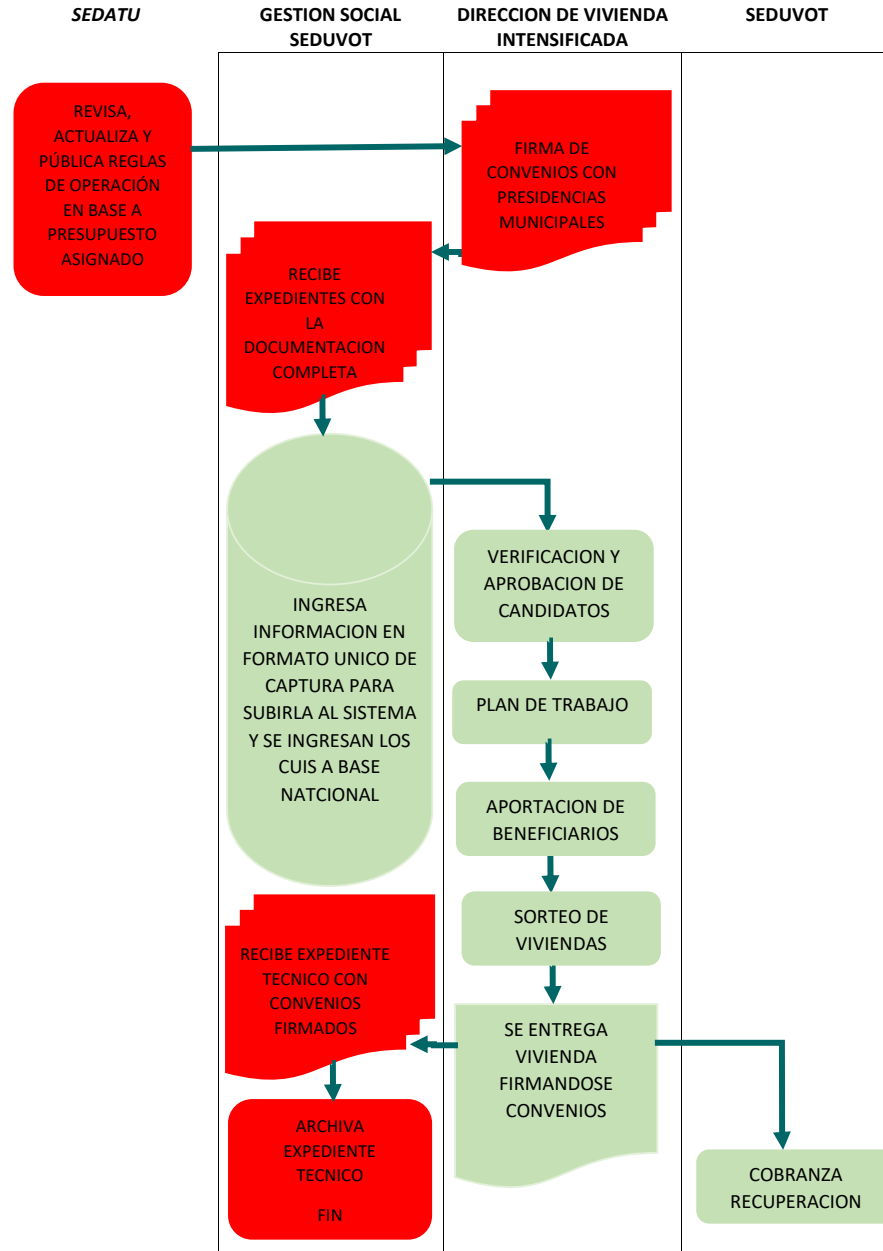 SEDATU
GESTION SOCIAL
SEDUVOT
DIRECCION DE VIVIENDA
INTENSIFICADA
SEDUVOT
REVISA,
ACTUALIZA Y
PÚBLICA REGLAS
DE OPERACIÓN
EN BASE A
PRESUPUESTO
ASIGNADO
FIRMA DE
CONVENIOS CON
PRESIDENCIAS
MUNICIPALES
RECIBE
EXPEDIENTES CON
LA
DOCUMENTACION
COMPLETA
INGRESA
INFORMACION EN
FORMATO UNICO DE
CAPTURA PARA
SUBIRLA AL SISTEMA
Y SE INGRESAN LOS
CUIS A BASE
NATCIONAL
VERIFICACION Y
APROBACION DE
CANDIDATOS
PLAN DE TRABAJO
APORTACION DE
BENEFICIARIOS
SORTEO DE
VIVIENDAS
SE ENTREGA
VIVIENDA
FIRMANDOSE
CONVENIOS
RECIBE EXPEDIENTE
TECNICO CON
CONVENIOS
FIRMADOS
ARCHIVA
EXPEDIENTE
TECNICO
FIN
COBRANZA
RECUPERACION